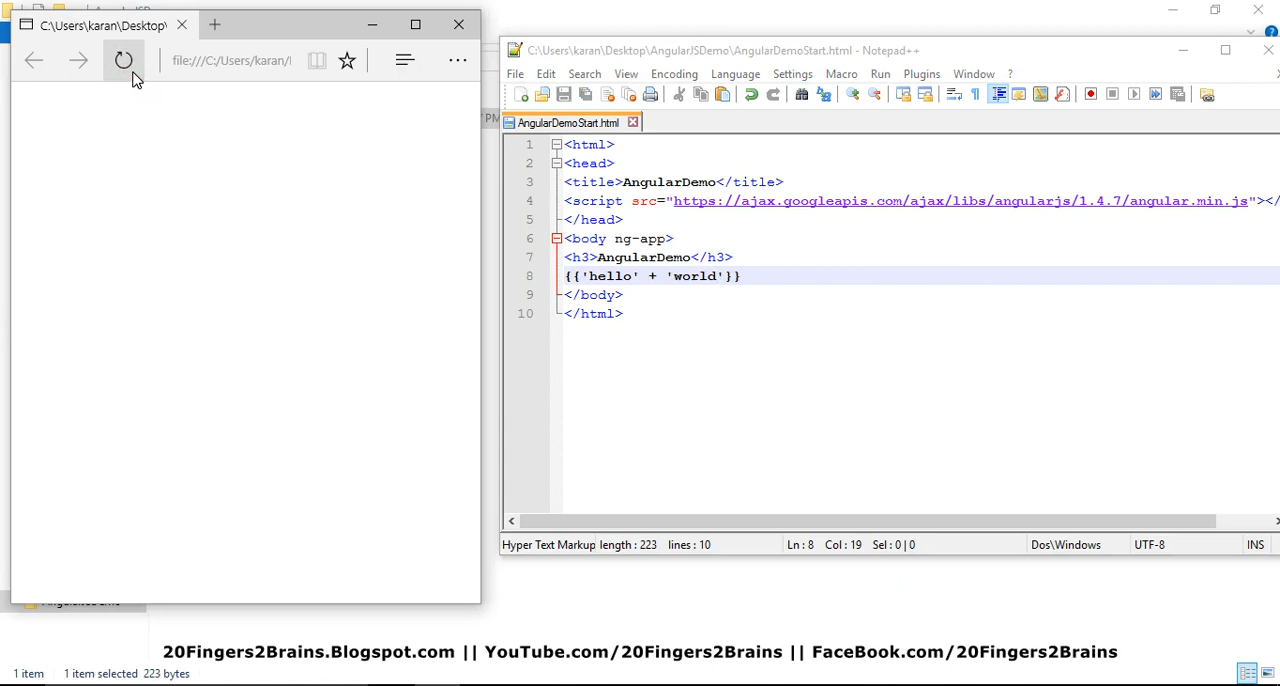 C:\Users\karan\Desktop\
file:///C:/Users/karan/
C:\Users\karan\Desktop\AngularJSDemo\AngularDemoStart.html - Notepad++
File Edit Search View Encoding Language Settings Macro Run Plugins Window ?
PM
AngularDemoStart.html
1 <html>
2 <head>
3 <title>AngularDemo</title>
4 <script src="https://ajax.googleapis.com/ajax/libs/angularjs/1.4.7/angular.min.js"></
5 </head>
6 <body ng-app>
7 <h3>AngularDemo</h3>
8 {{'hello' + 'world'}}
9 </body>
10 </html>
Hyper Text Markup length : 223 lines : 10 Ln : 8 Col : 19 Sel : 0 | 0 Dos\Windows UTF-8 INS
20Fingers2Brains.Blogspot.com || YouTube.com/20Fingers2Brains || FaceBook.com/20Fingers2Brains
1 item 1 item selected 223 bytes